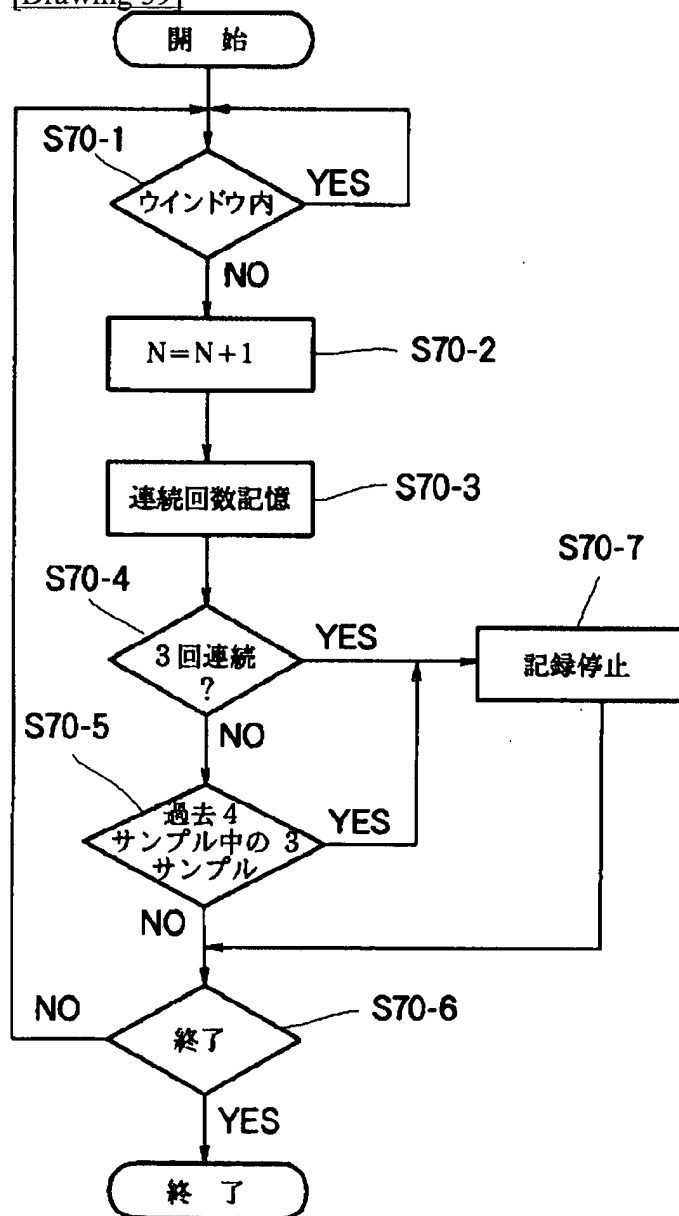 [Drawing 39]
開 始
S70-1
ウインドウ内
YES
NO
N=N+1
S70-2
連続回数記憶
S70-3
S70-4
3回連続
?
YES
NO
S70-7
記録停止
S70-5
過去4
サンプル中の3
サンプル
YES
NO
NO
終了
S70-6
YES
終 了